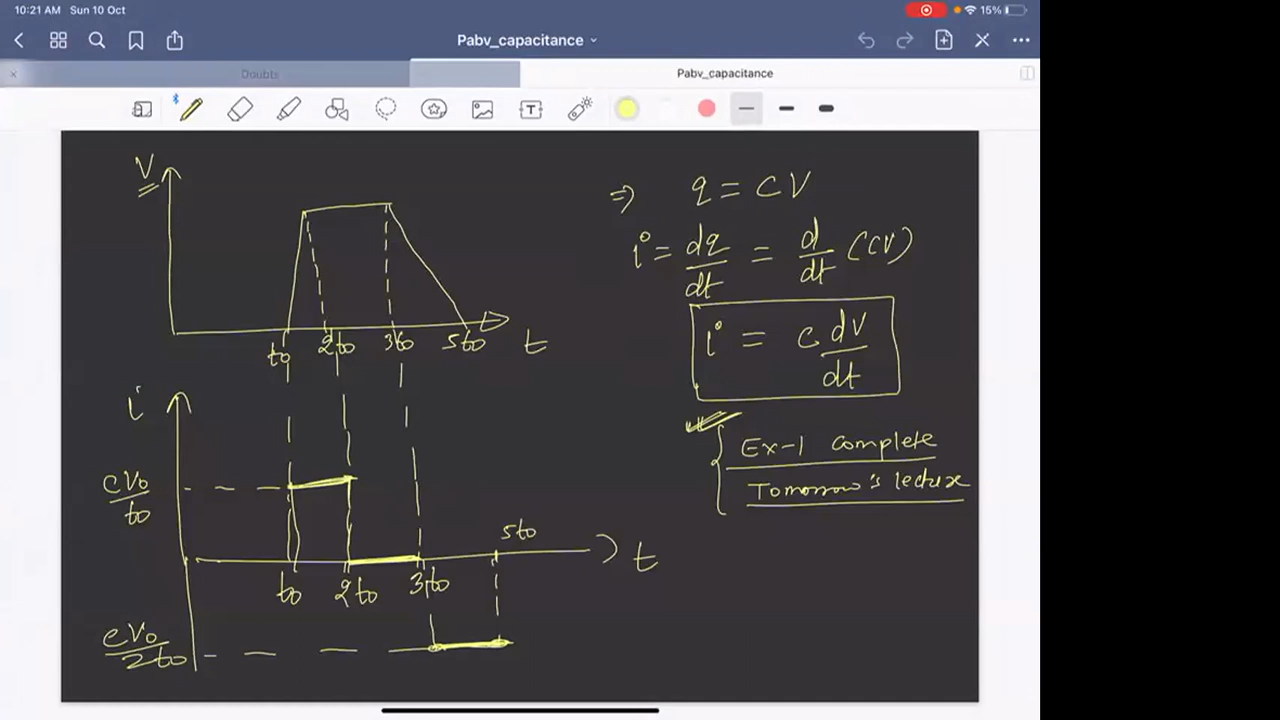 10:21 AM Sun 10 Oct
15%
Pabv_capacitance
Doubts
Pabv_capacitance
V
t0 2t0 3t0 5t0 t
i
CV0/t0
5t0
t0 2t0 3t0 t
CV0/2t0
⇒ q = CV
i = dq/dt = d/dt (CV)
i = C dV/dt
Ex-1 Complete
Tomorrow's lecture